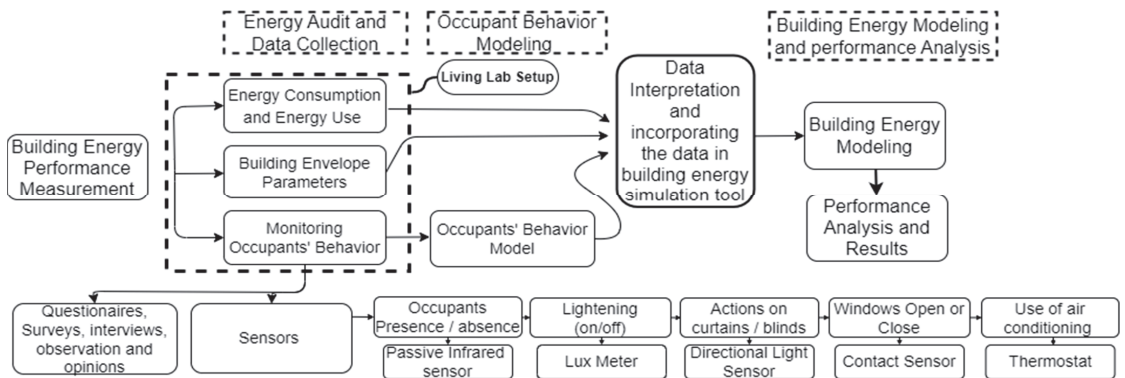 Energy Audit and
Data Collection
Occupant Behavior
Modeling
Building Energy Modeling
and performance Analysis
Living Lab Setup
Building Energy
Performance
Measurement
Energy Consumption
and Energy Use
Building Envelope
Parameters
Monitoring
Occupants' Behavior
Occupants' Behavior
Model
Data
Interpretation
and
incorporating
the data in
building energy
simulation tool
Building Energy
Modeling
Performance
Analysis and
Results
Questionaires,
Surveys, interviews,
observation and
opinions
Sensors
Occupants
Presence / absence
Passive Infrared
sensor
Lightening
(on/off)
Lux Meter
Actions on
curtains / blinds
Directional Light
Sensor
Windows Open or
Close
Contact Sensor
Use of air
conditioning
Thermostat